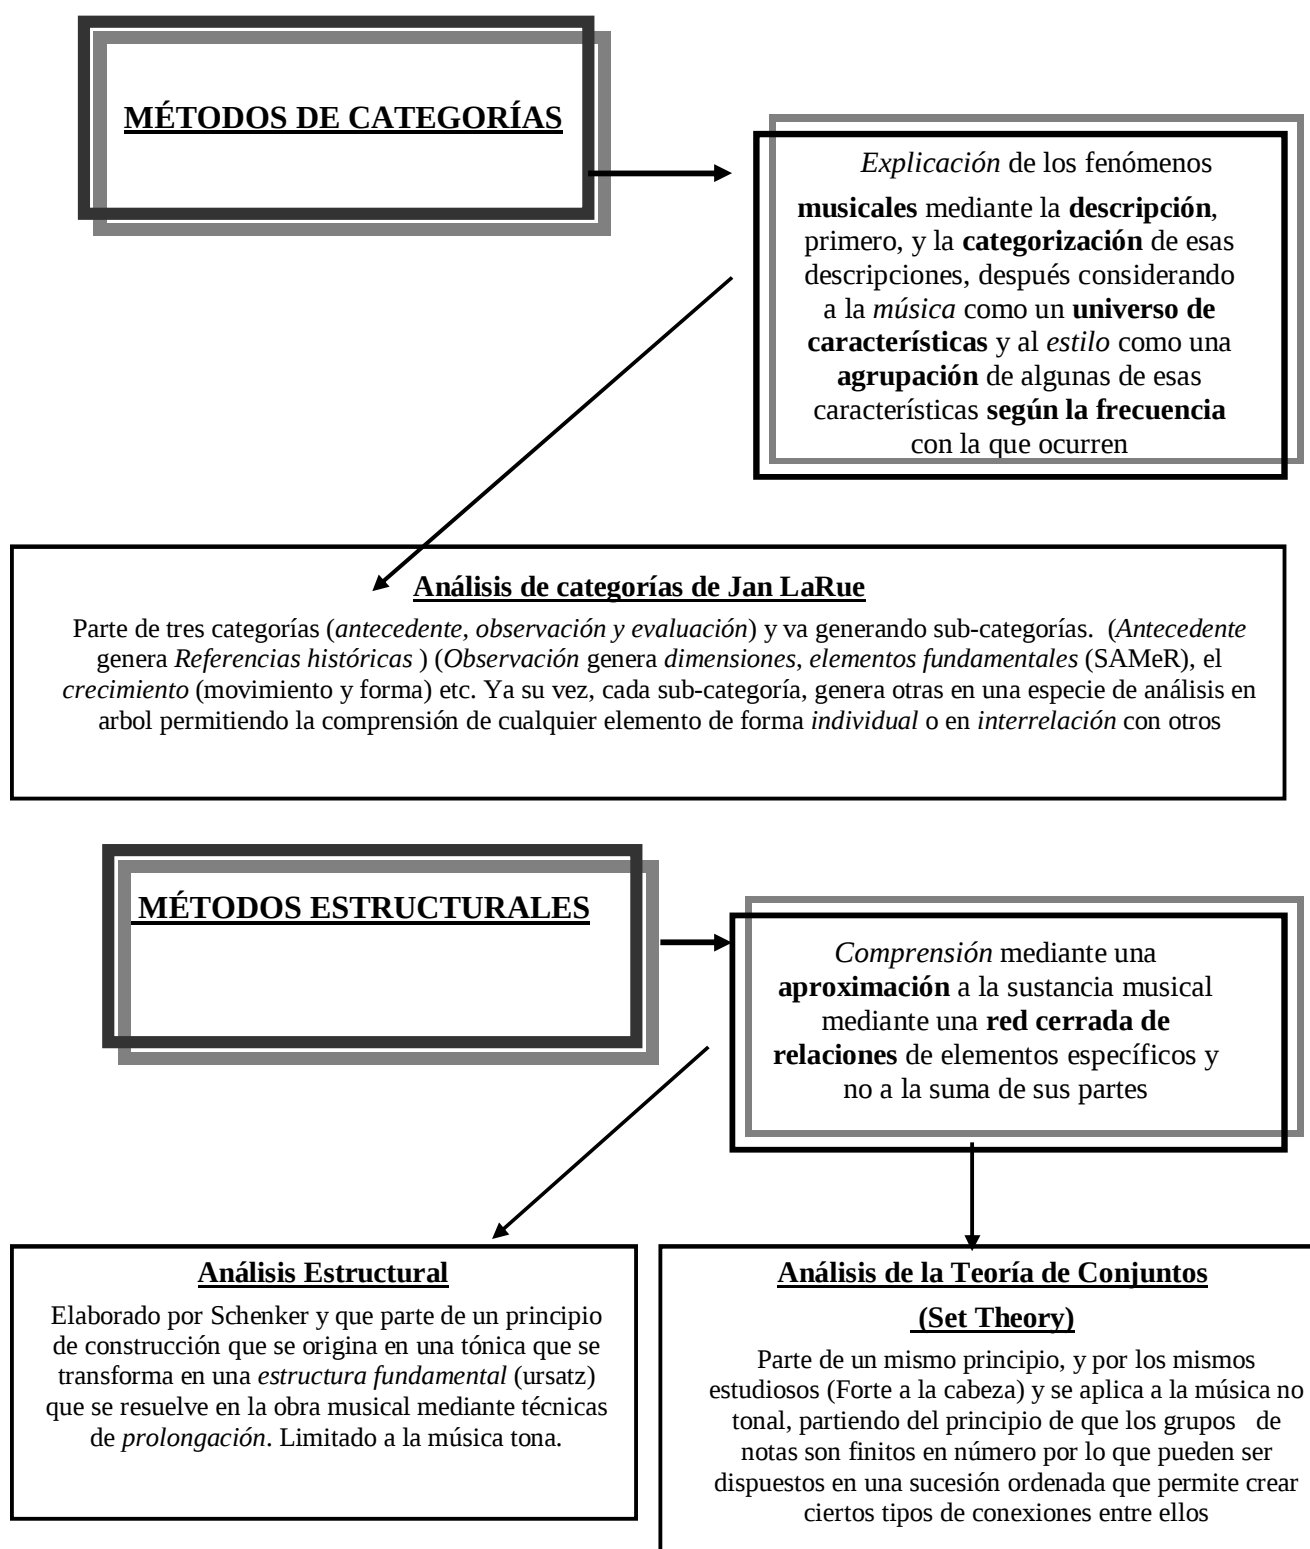 MÉTODOS DE CATEGORÍAS
Explicación de los fenómenos
musicales mediante la descripción,
primero, y la categorización de esas
descripciones, después considerando
a la música como un universo de
características y al estilo como una
agrupación de algunas de esas
características según la frecuencia
con la que ocurren
Análisis de categorías de Jan LaRue
Parte de tres categorías (antecedente, observación y evaluación) y va generando sub-categorías.  (Antecedente
genera Referencias históricas ) (Observación genera dimensiones, elementos fundamentales (SAMeR), el
crecimiento (movimiento y forma) etc. Ya su vez, cada sub-categoría, genera otras en una especie de análisis en
arbol permitiendo la comprensión de cualquier elemento de forma individual o en interrelación con otros
MÉTODOS ESTRUCTURALES
Comprensión mediante una
aproximación a la sustancia musical
mediante una red cerrada de
relaciones de elementos específicos y
no a la suma de sus partes
Análisis Estructural
Elaborado por Schenker y que parte de un principio
de construcción que se origina en una tónica que se
transforma en una estructura fundamental (ursatz)
que se resuelve en la obra musical mediante técnicas
de prolongación. Limitado a la música tona.
Análisis de la Teoría de Conjuntos
(Set Theory)
Parte de un mismo principio, y por los mismos
estudiosos (Forte a la cabeza) y se aplica a la música no
tonal, partiendo del principio de que los grupos   de
notas son finitos en número por lo que pueden ser
dispuestos en una sucesión ordenada que permite crear
ciertos tipos de conexiones entre ellos